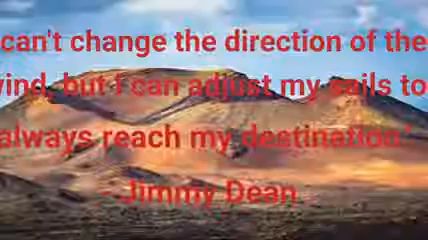 can't change the direction of the
wind, but I can adjust my sails to
always reach my destination."
- Jimmy Dean